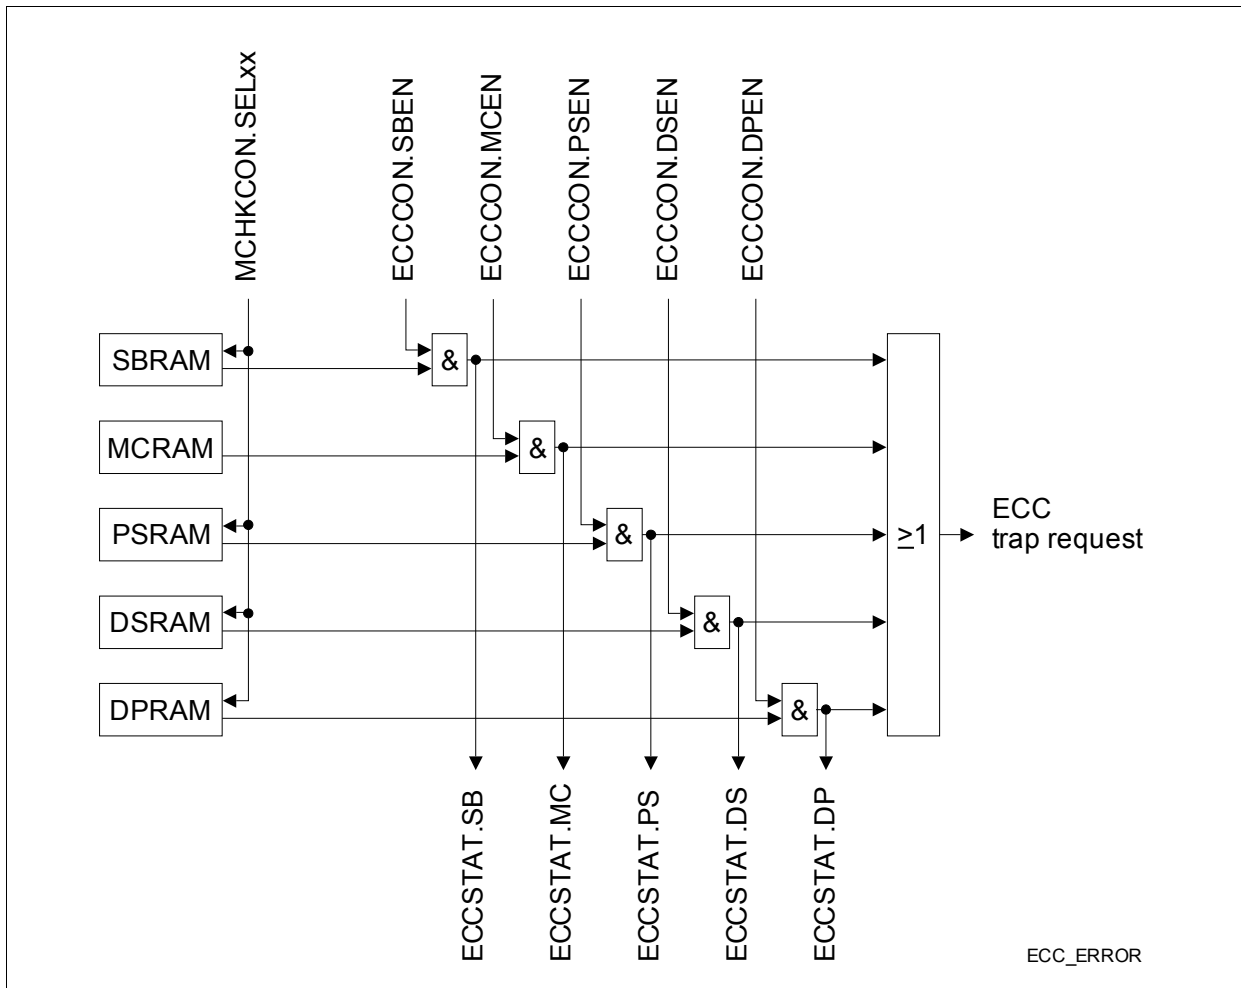 MCHKCON.SELxx
ECCCON.SBEN
ECCCON.MCEN
ECCCON.PSEN
ECCCON.DSEN
ECCCON.DPEN
SBRAM
&
MCRAM
&
PSRAM
&
≥1
ECC
trap request
DSRAM
&
DPRAM
&
ECCSTAT.SB
ECCSTAT.MC
ECCSTAT.PS
ECCSTAT.DS
ECCSTAT.DP
ECC_ERROR